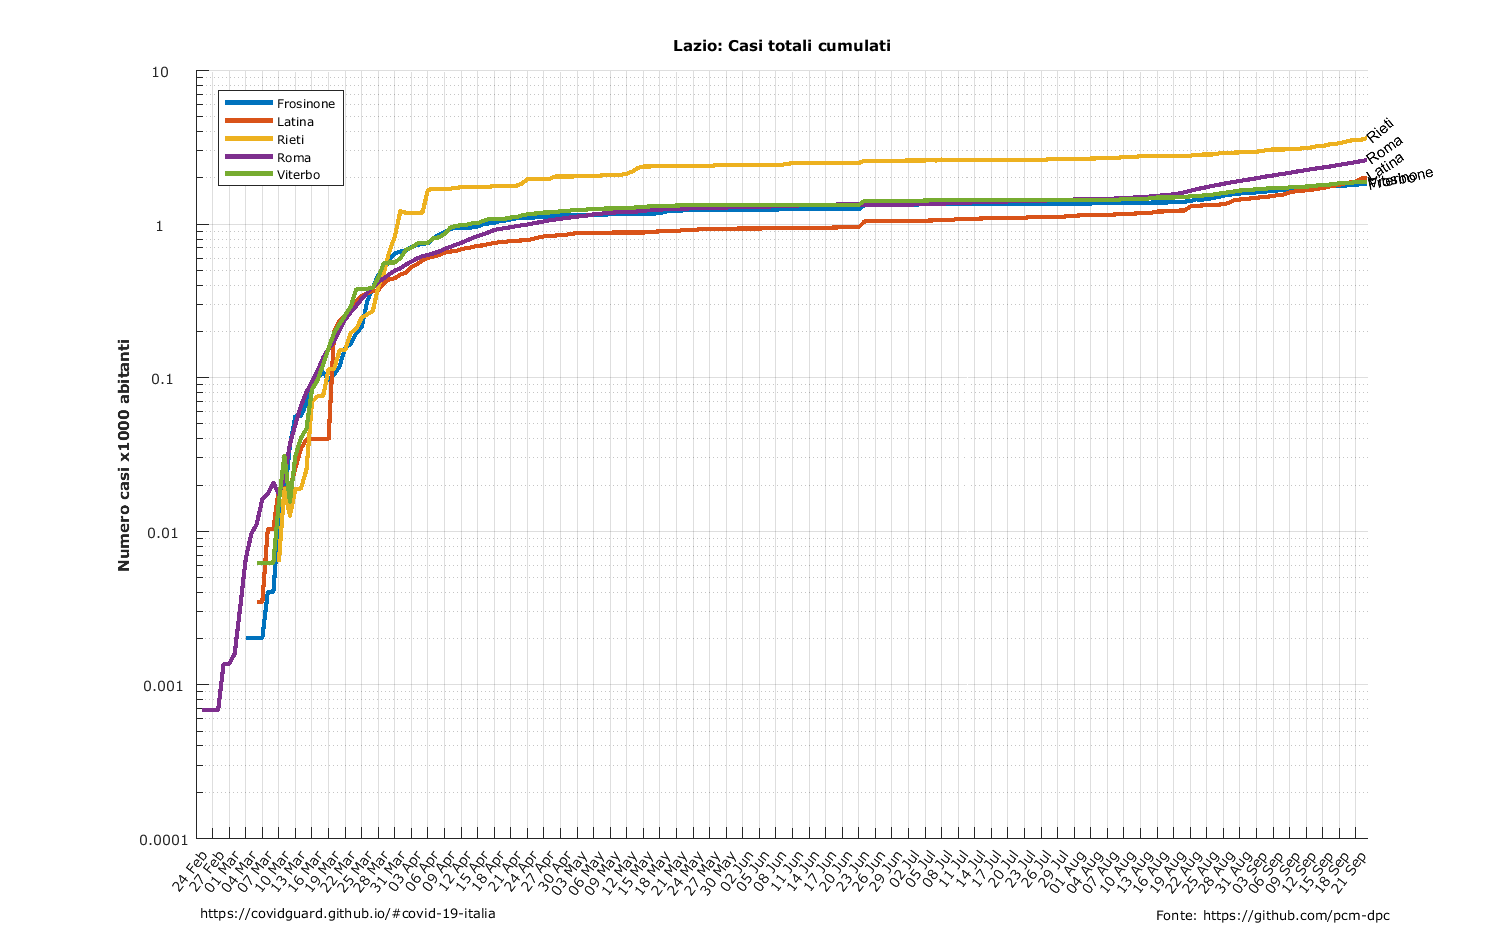 Lazio: Casi totali cumulati
Numero casi x1000 abitanti
10
1
0.1
0.01
0.001
0.0001
Frosinone
Latina
Rieti
Roma
Viterbo
Rieti
Roma
Latina
Viterbo
Frosinone
24 Feb
27 Feb
01 Mar
04 Mar
07 Mar
10 Mar
13 Mar
16 Mar
19 Mar
22 Mar
25 Mar
28 Mar
31 Mar
03 Apr
06 Apr
09 Apr
12 Apr
15 Apr
18 Apr
21 Apr
24 Apr
27 Apr
30 Apr
03 May
06 May
09 May
12 May
15 May
18 May
21 May
24 May
27 May
30 May
02 Jun
05 Jun
08 Jun
11 Jun
14 Jun
17 Jun
20 Jun
23 Jun
26 Jun
29 Jun
02 Jul
05 Jul
08 Jul
11 Jul
14 Jul
17 Jul
20 Jul
23 Jul
26 Jul
29 Jul
01 Aug
04 Aug
07 Aug
10 Aug
13 Aug
16 Aug
19 Aug
22 Aug
25 Aug
28 Aug
31 Aug
03 Sep
06 Sep
09 Sep
12 Sep
15 Sep
18 Sep
21 Sep
https://covidguard.github.io/#covid-19-italia
Fonte: https://github.com/pcm-dpc